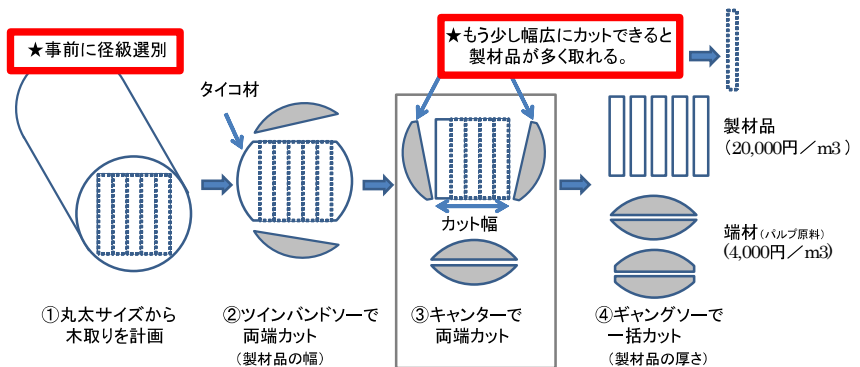 ★事前に径級選別
★もう少し幅広にカットできると
製材品が多く取れる。
タイコ材
製材品
(20,000円／m3)
カット幅
端材(パルプ原料)
(4,000円／m3)
①丸太サイズから
木取りを計画
②ツインバンドソーで
両端カット
(製材品の幅)
③キャンターで
両端カット
④ギャングソーで
一括カット
(製材品の厚さ)